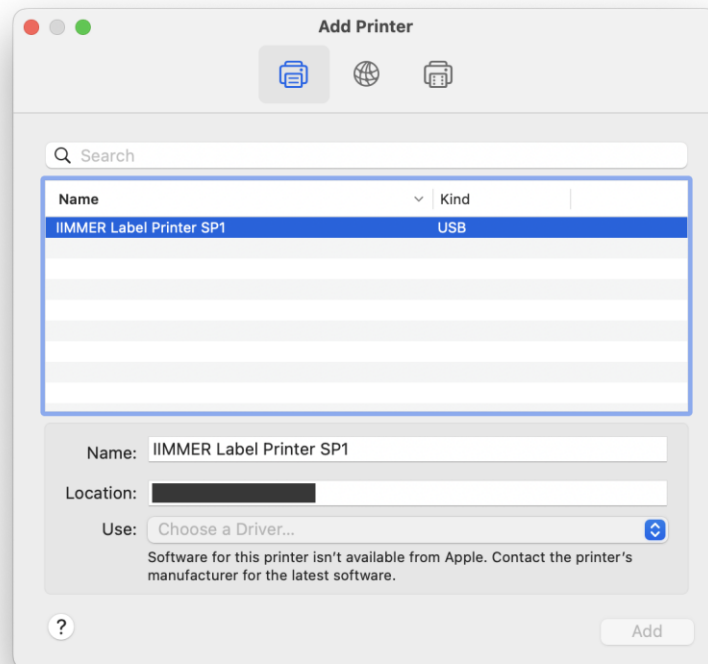 Add Printer
Search
Name Kind
IIMMER Label Printer SP1 USB
Name: IIMMER Label Printer SP1
Location:
Use: Choose a Driver...
Software for this printer isn’t available from Apple. Contact the printer’s
manufacturer for the latest software.
? Add